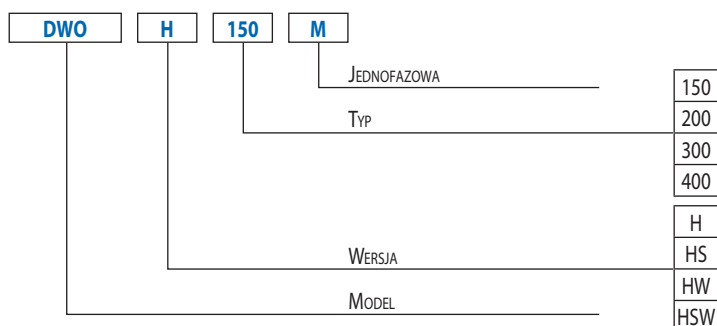 DWO H 150 M
Jednofazowa
150
Typ
200
300
400
H
Wersja
HS
HW
Model
HSW